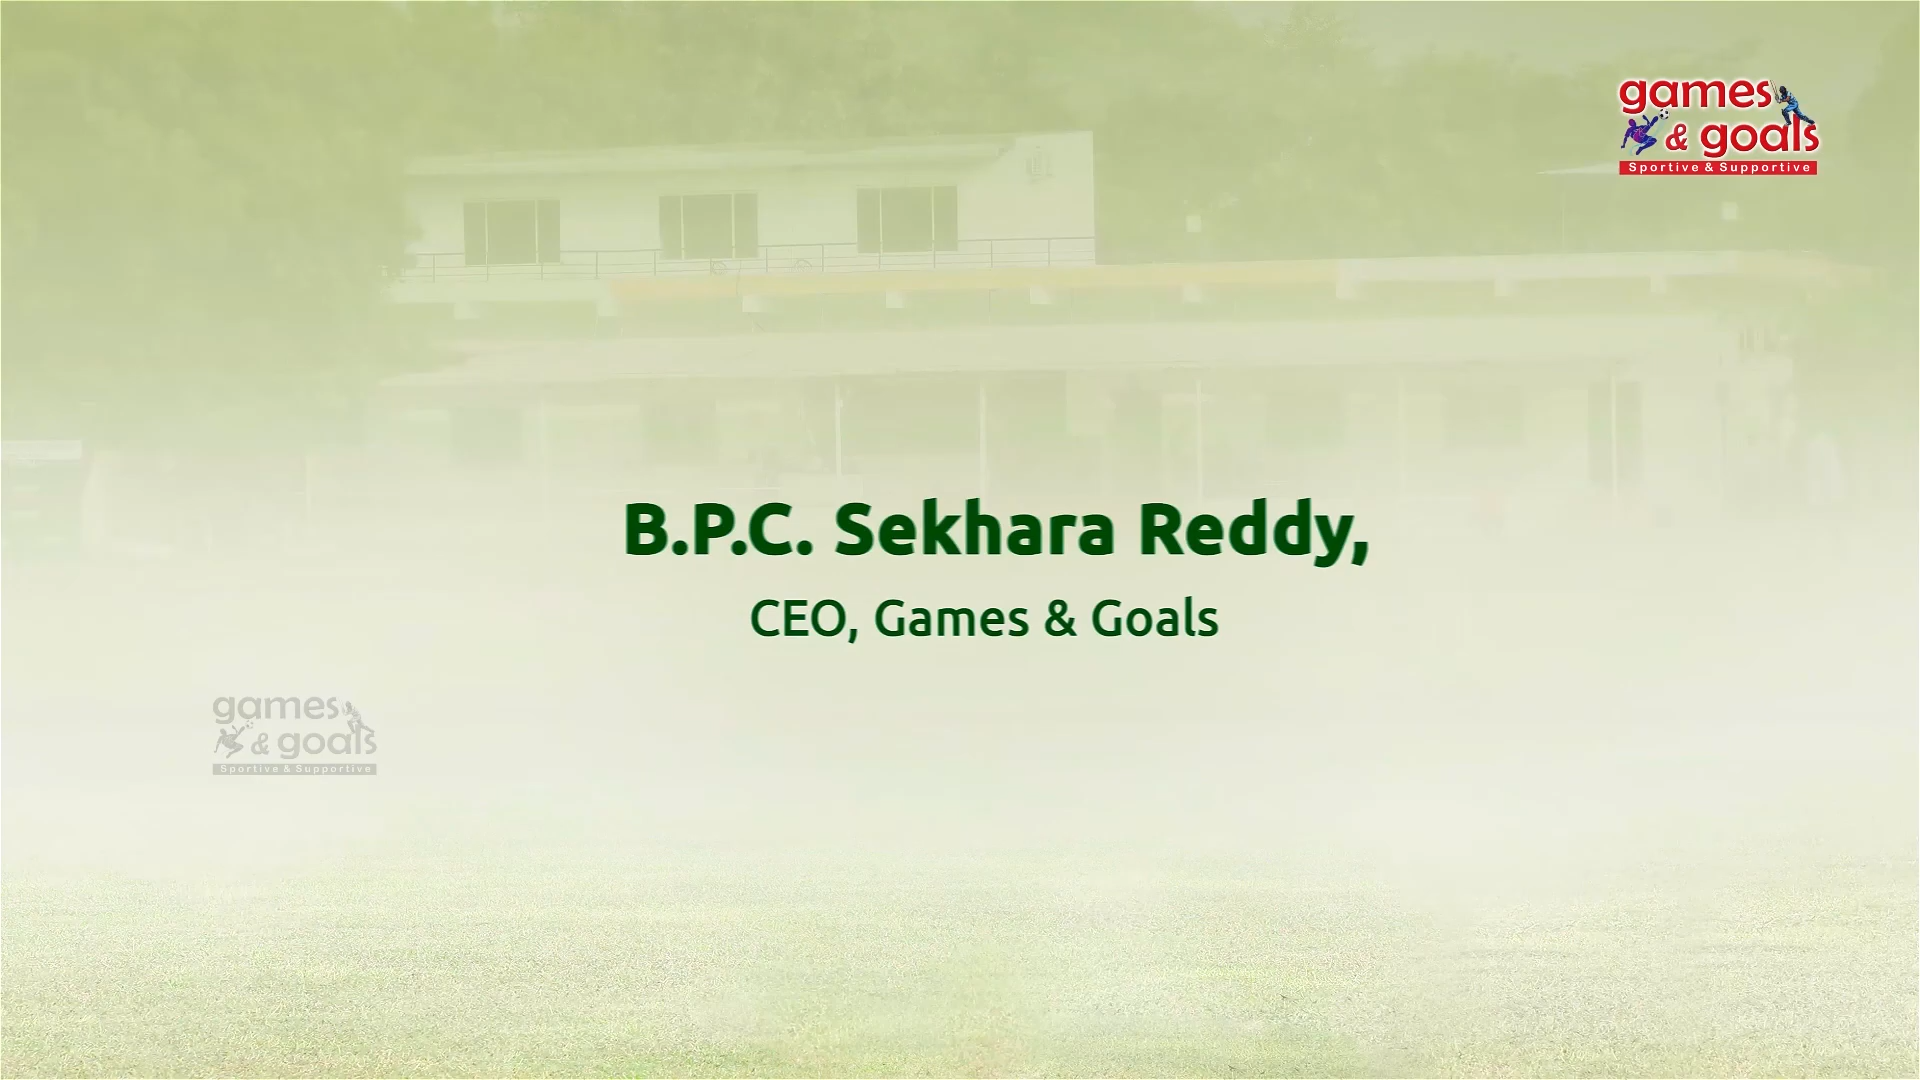 games
& goals
Sportive & Supportive
B.P.C. Sekhara Reddy,
CEO, Games & Goals
games
& goals
Sportive & Supportive